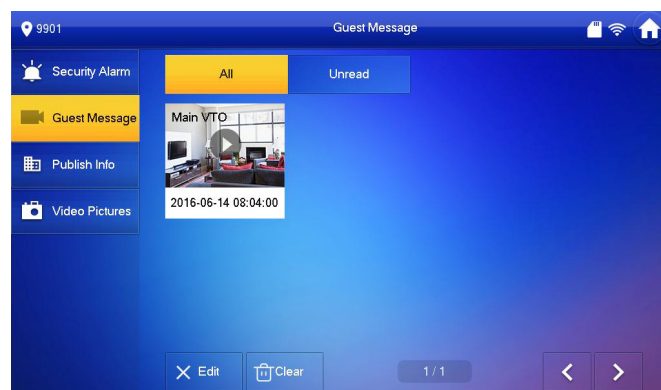 9901
Guest Message
Security Alarm
All
Unread
Guest Message
Main VTO
Publish Info
Video Pictures
2016-06-14 08:04:00
Edit
Clear
1/1